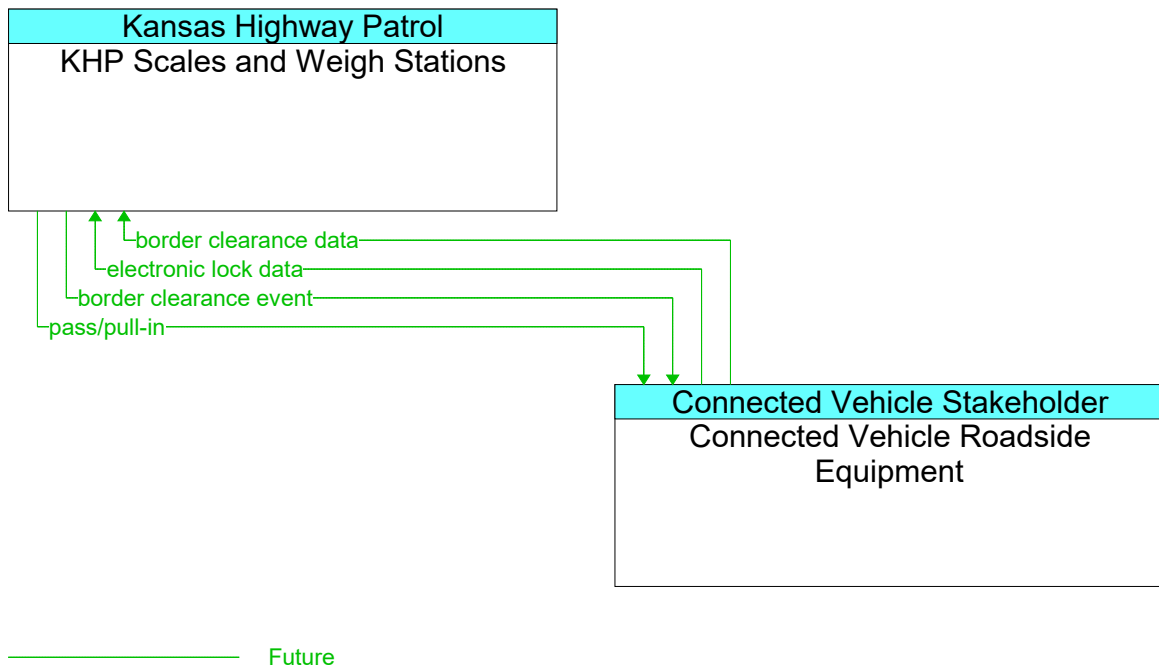 Kansas Highway Patrol
KHP Scales and Weigh Stations
border clearance data
electronic lock data
border clearance event
pass/pull-in
Connected Vehicle Stakeholder
Connected Vehicle Roadside
Equipment
Future